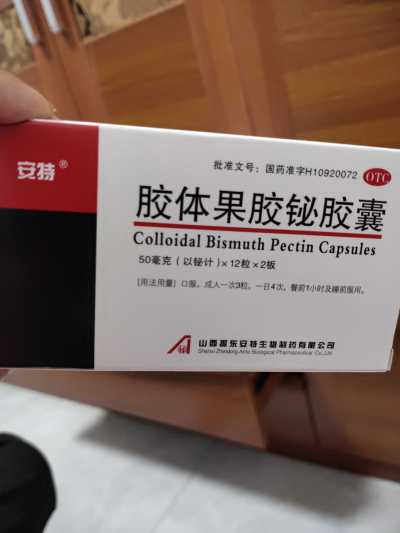 安特®
批准文号：国药准字H10920072
OTC
胶体果胶铋胶囊
Colloidal Bismuth Pectin Capsules
50毫克（以铋计）×12粒×2板
[用法用量] 口服。成人一次3粒，一日4次，餐前1小时及睡前服用。
山西振东安特生物制药有限公司
Shanxi Zhendong Ante Biological Pharmaceutical Co.,Ltd.